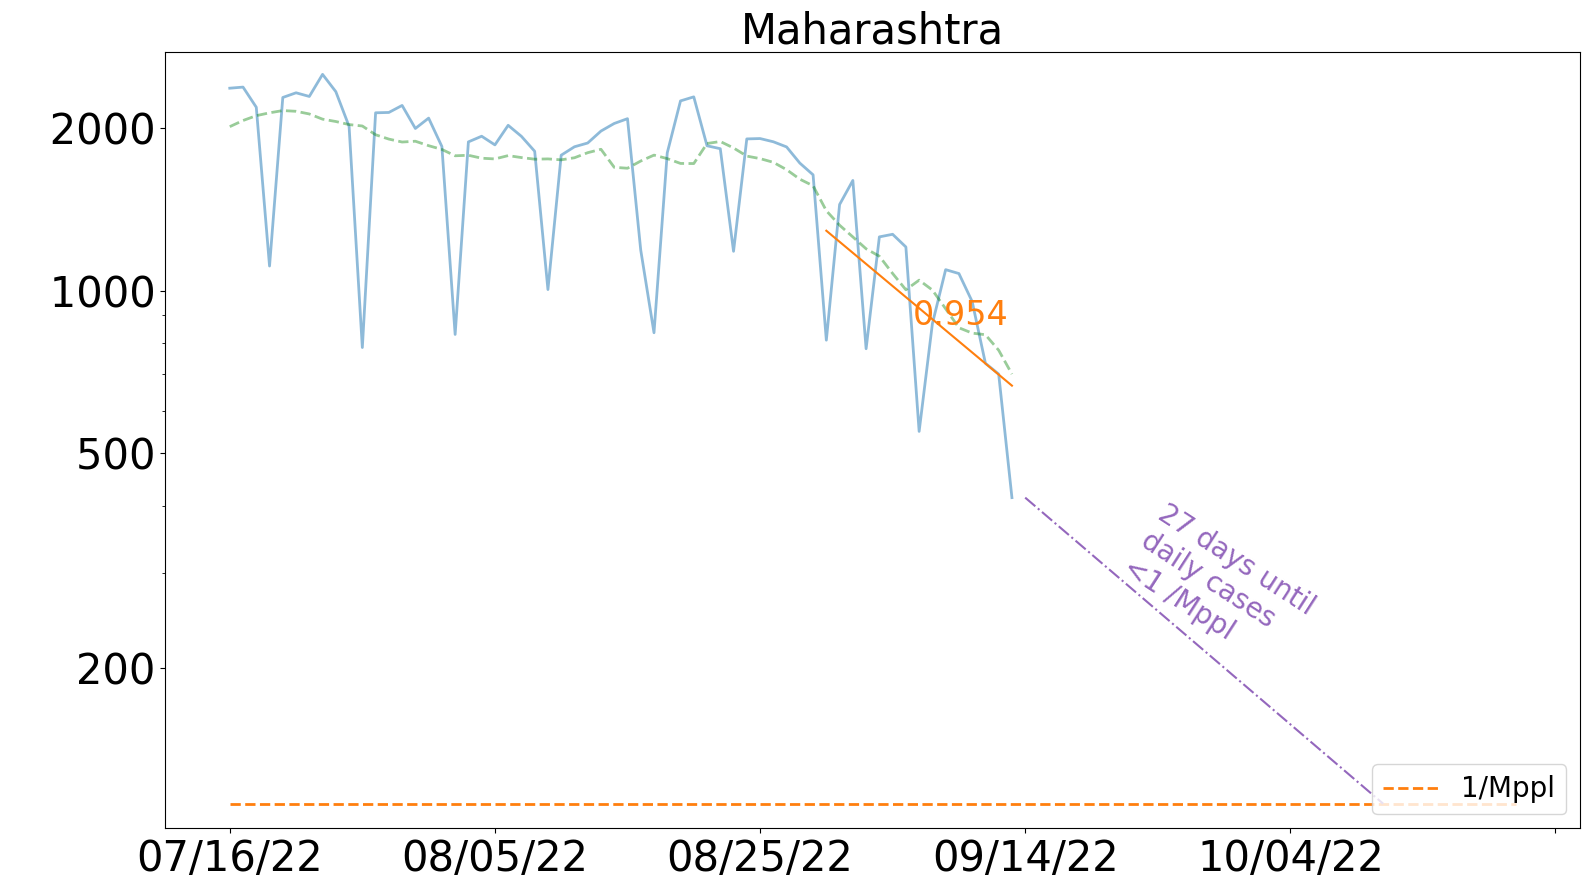 Maharashtra
2000
1000
500
200
0.954
27 days until
daily cases
<1 /Mppl
1/Mppl
07/16/22
08/05/22
08/25/22
09/14/22
10/04/22